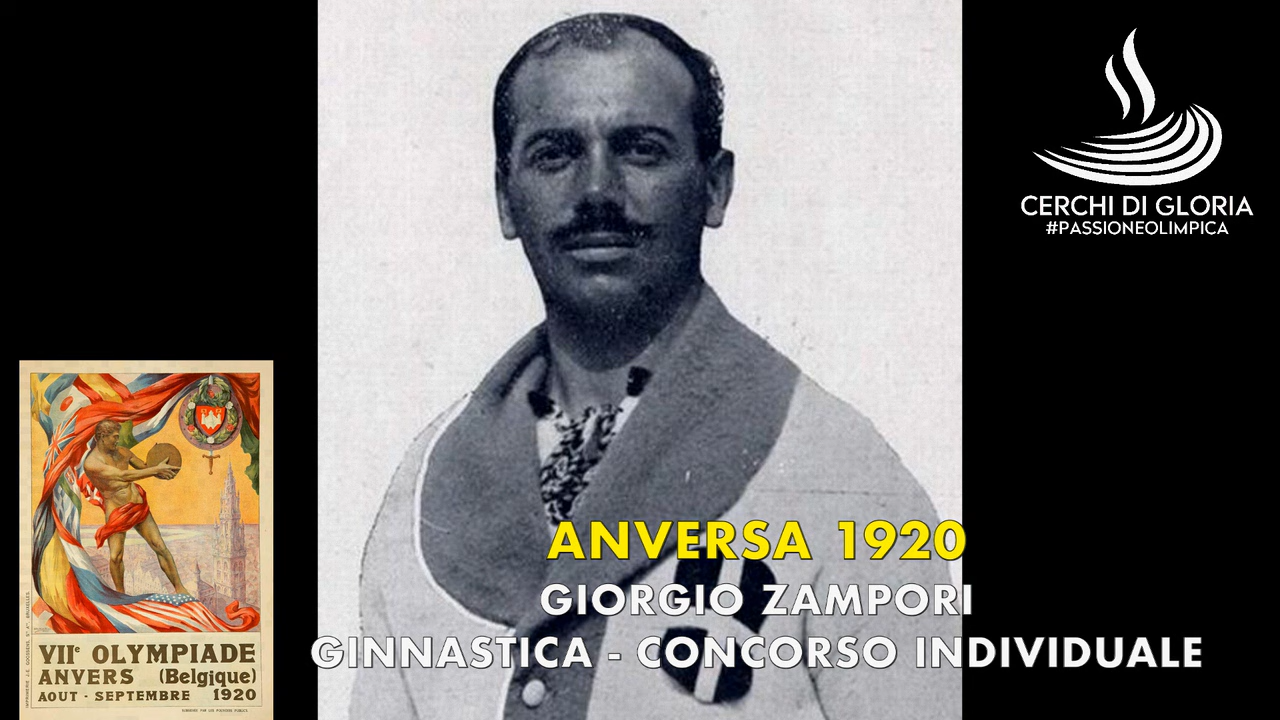 CERCHI DI GLORIA
#PASSIONEOLIMPICA
ANVERSA 1920
GIORGIO ZAMPORI
GINNASTICA - CONCORSO INDIVIDUALE
VIIe OLYMPIADE
ANVERS (Belgique)
AOUT - SEPTEMBRE 1920